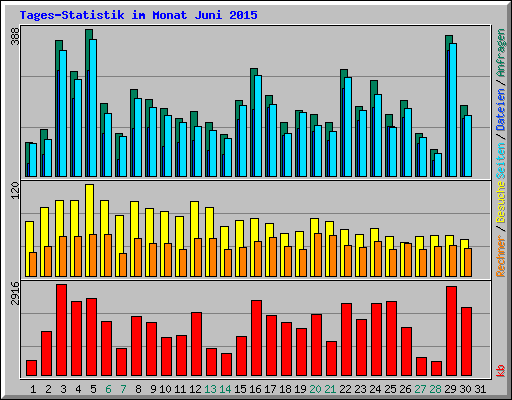 Tages-Statistik im Monat Juni 2015
388
120
2916
Rechner / Besuche
Seiten / Dateien / Anfragen
kb
1 2 3 4 5 6 7 8 9 10 11 12 13 14 15 16 17 18 19 20 21 22 23 24 25 26 27 28 29 30 31